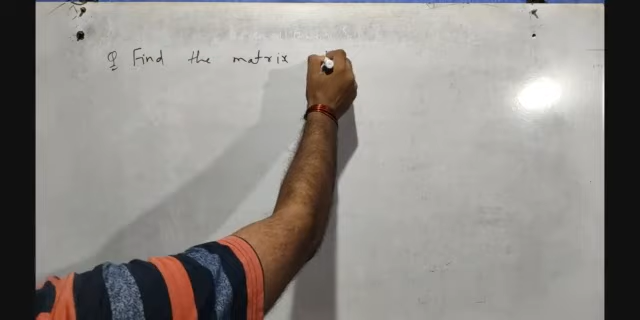 Q Find the matrix